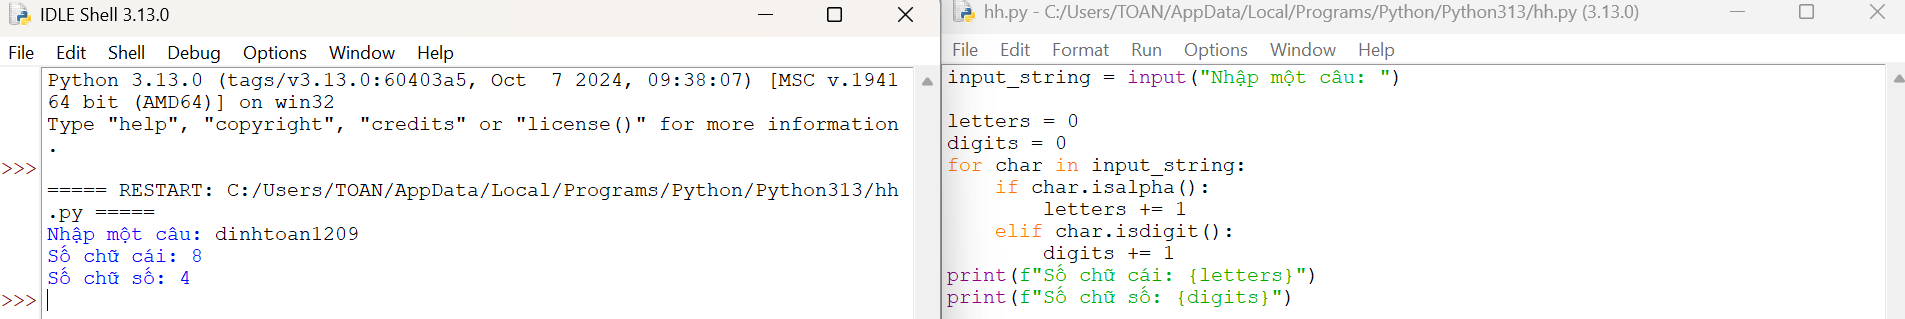 IDLE Shell 3.13.0
File Edit Shell Debug Options Window Help
Python 3.13.0 (tags/v3.13.0:60403a5, Oct  7 2024, 09:38:07) [MSC v.1941
64 bit (AMD64)] on win32
Type "help", "copyright", "credits" or "license()" for more information
.
>>>
===== RESTART: C:/Users/TOAN/AppData/Local/Programs/Python/Python313/hh
.py =====
Nhập một câu: dinhtoan1209
Số chữ cái: 8
Số chữ số: 4
>>>
hh.py - C:/Users/TOAN/AppData/Local/Programs/Python/Python313/hh.py (3.13.0)
File Edit Format Run Options Window Help
input_string = input("Nhập một câu: ")
letters = 0
digits = 0
for char in input_string:
    if char.isalpha():
        letters += 1
    elif char.isdigit():
        digits += 1
print(f"Số chữ cái: {letters}")
print(f"Số chữ số: {digits}")